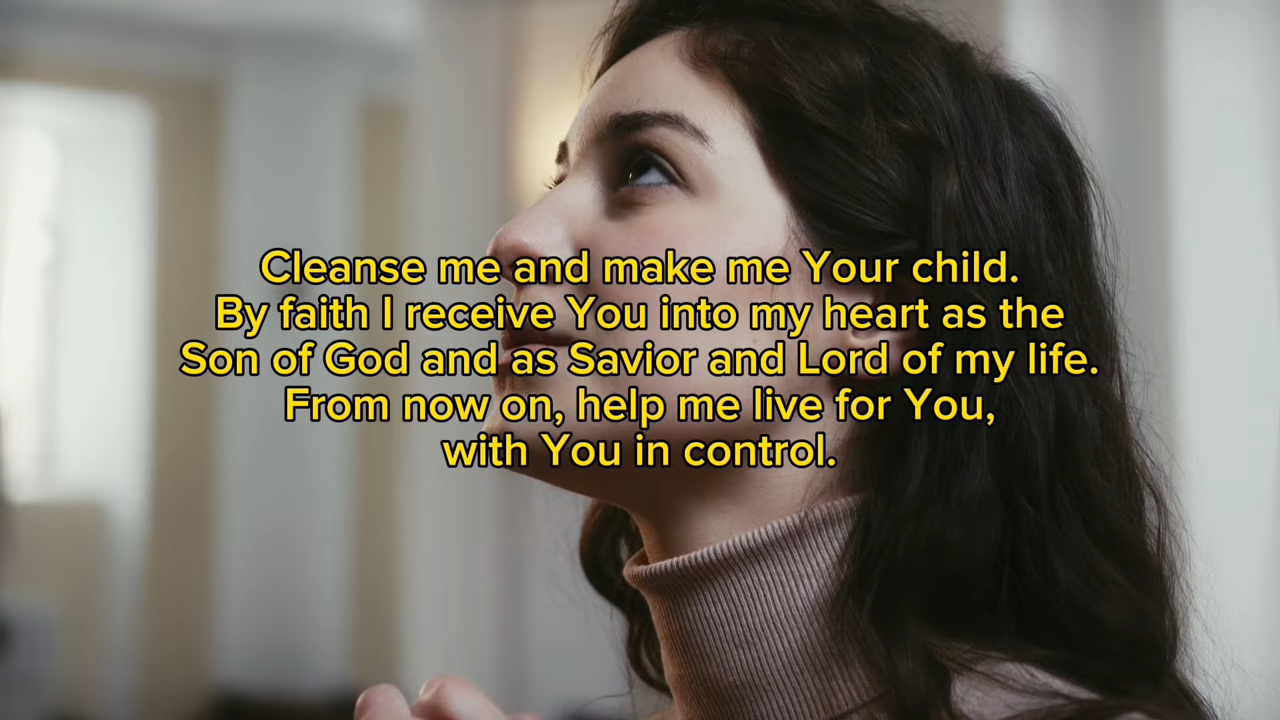 Cleanse me and make me Your child.
By faith I receive You into my heart as the
Son of God and as Savior and Lord of my life.
From now on, help me live for You,
with You in control.